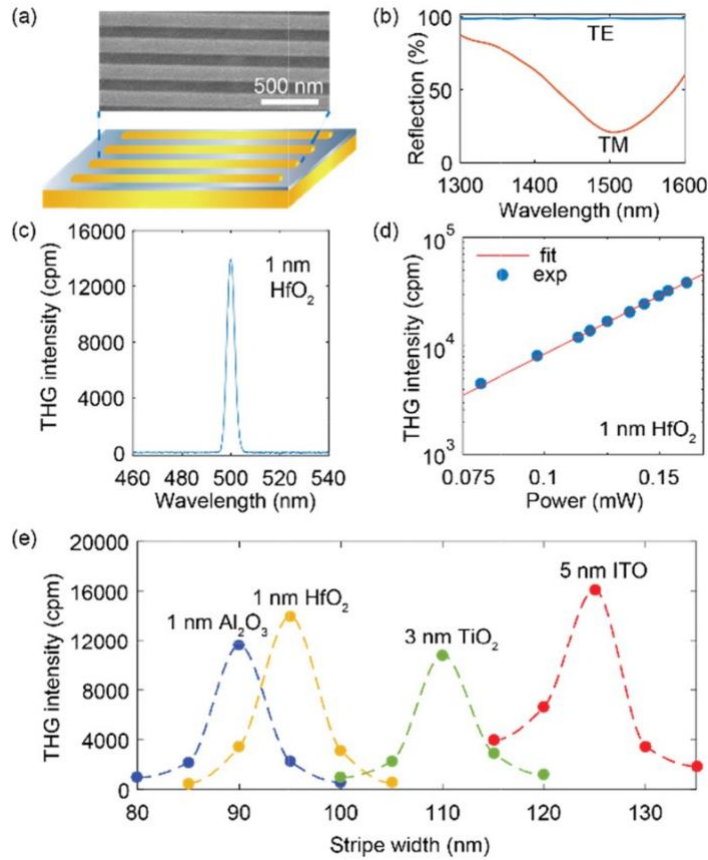 (a)
500 nm
(b)
100
50
0
Reflection (%)
TE
TM
1300
1400
1500
1600
Wavelength (nm)
(c)
16000
12000
8000
4000
0
THG intensity (cpm)
1 nm
HfO₂
460
480
500
520
540
Wavelength (nm)
(d)
10⁵
10⁴
10³
THG intensity (cpm)
fit
exp
1 nm HfO₂
0.075
0.1
0.15
Power (mW)
(e)
20000
16000
12000
8000
4000
0
THG intensity (cpm)
1 nm Al₂O₃
1 nm HfO₂
3 nm TiO₂
5 nm ITO
80
90
100
110
120
130
Stripe width (nm)